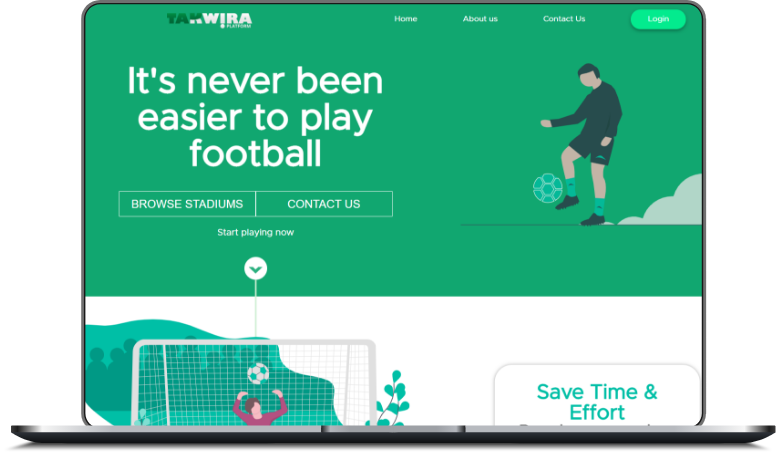 TAKWIRA
PLATFORM
Home
About us
Contact Us
Login
It's never been
easier to play
football
BROWSE STADIUMS
CONTACT US
Start playing now
Save Time &
Effort